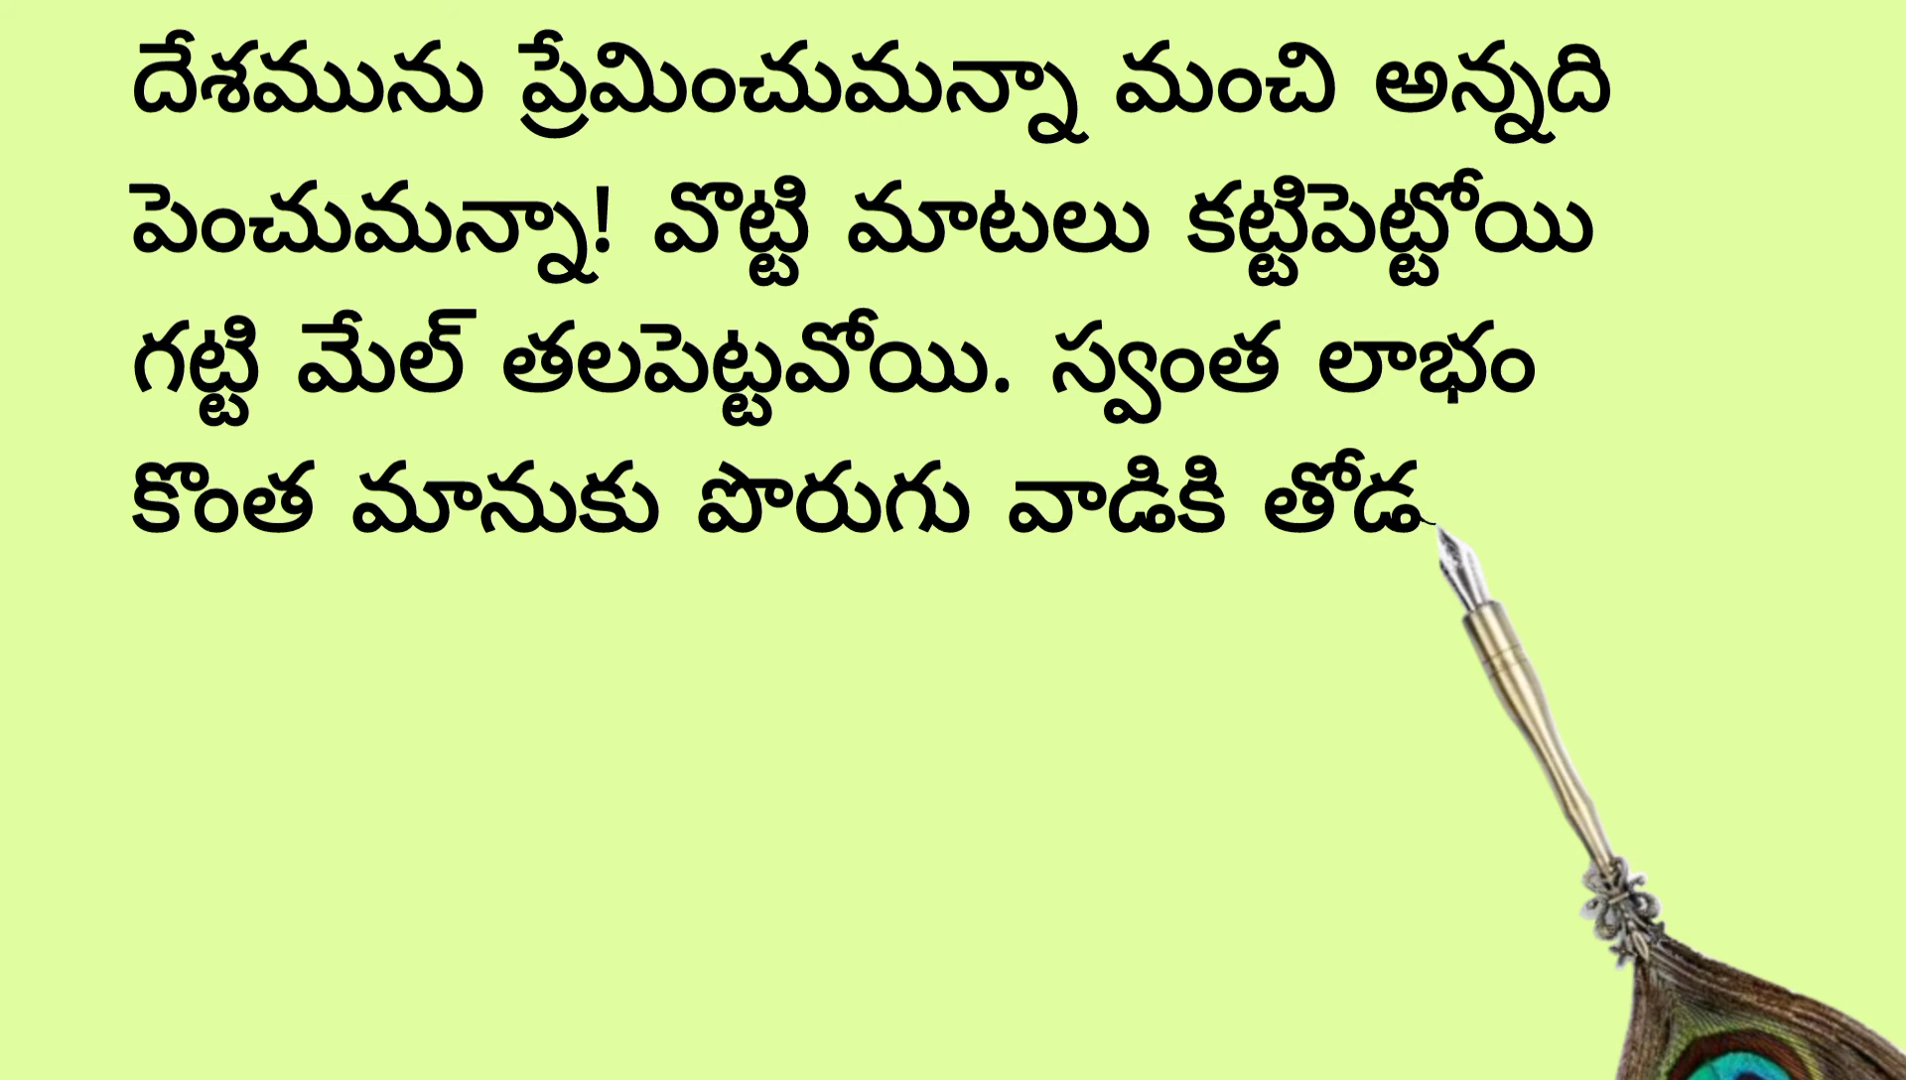 దేశమును ప్రేమించుమన్నా మంచి అన్నది
పెంచుమన్నా! వొట్టి మాటలు కట్టిపెట్టోయి
గట్టి మేల్ తలపెట్టవోయి. స్వంత లాభం
కొంత మానుకు పొరుగు వాడికి తోడ